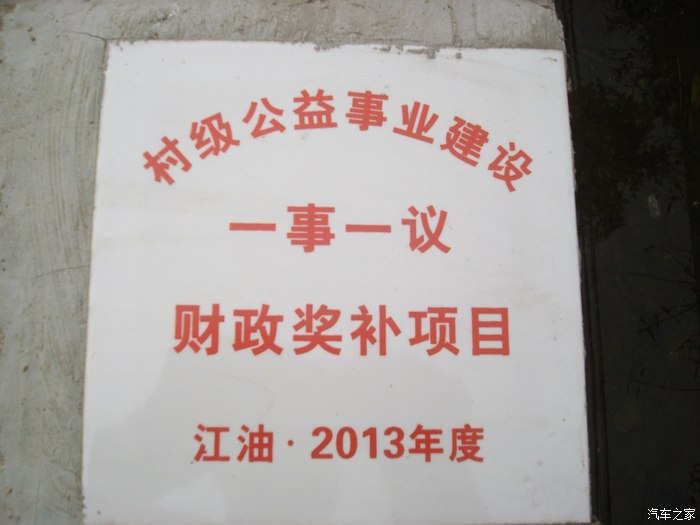 村级公益事业建设
一事一议
财政奖补项目
江油·2013年度
汽车之家